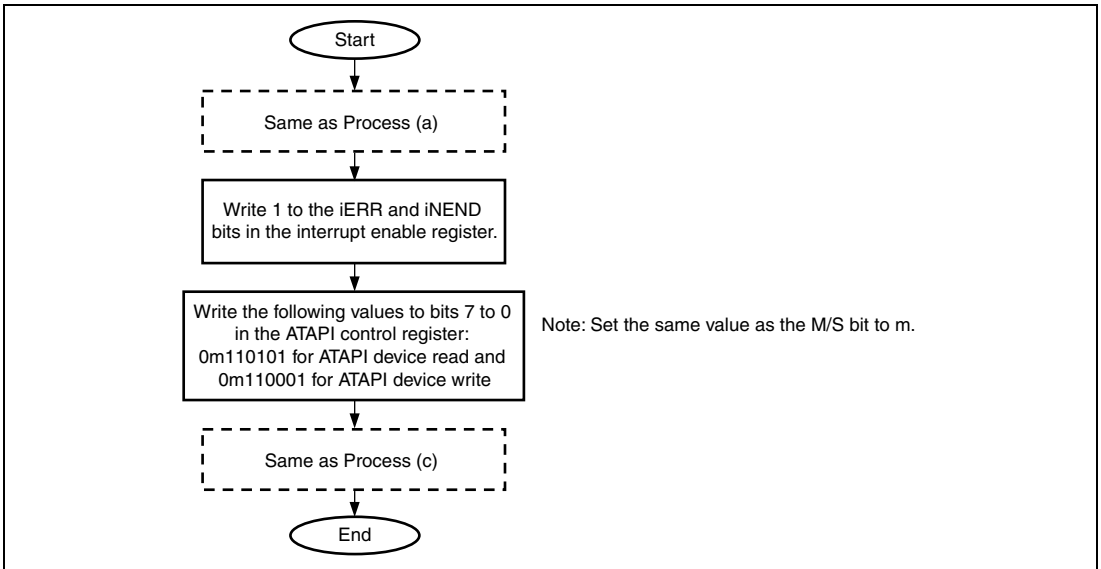 Start
Same as Process (a)
Write 1 to the iERR and iNEND
bits in the interrupt enable register.
Write the following values to bits 7 to 0
in the ATAPI control register:
0m110101 for ATAPI device read and
0m110001 for ATAPI device write
Note: Set the same value as the M/S bit to m.
Same as Process (c)
End